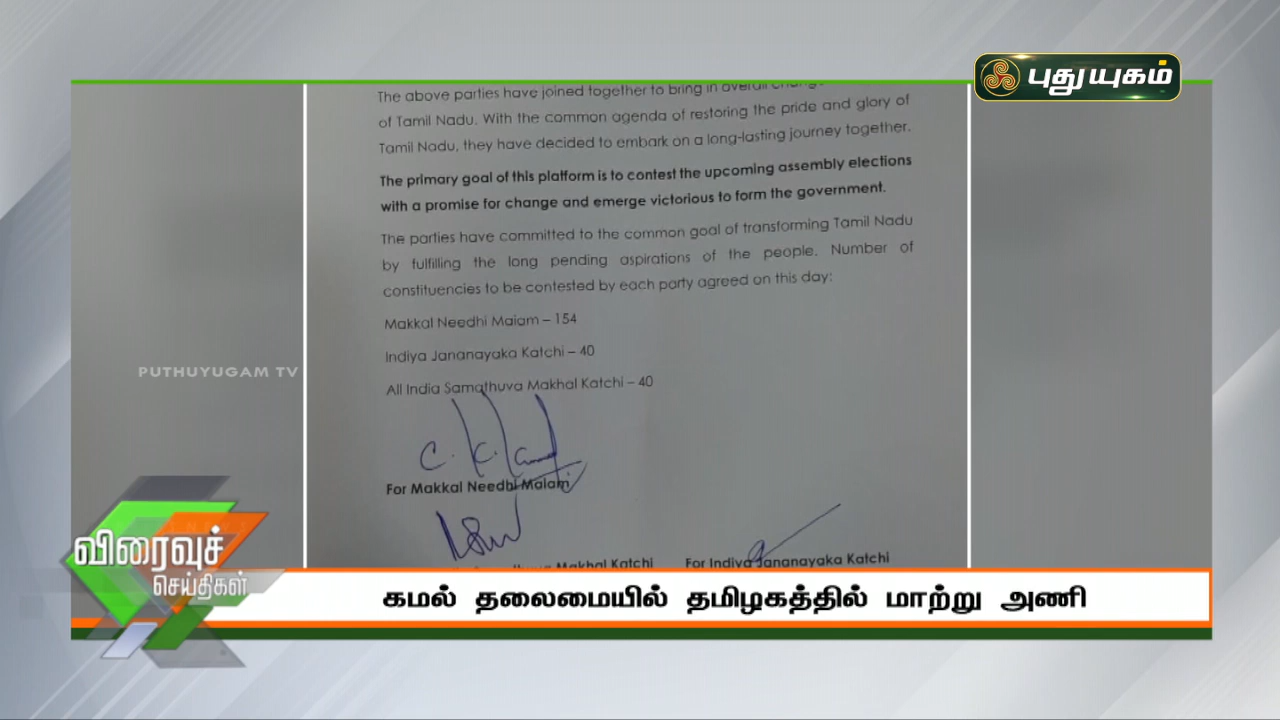 புதுயுகம்
The above parties have joined together to bring in overall
of Tamil Nadu. With the common agenda of restoring the pride and glory of
Tamil Nadu, they have decided to embark on a long-lasting journey together.
The primary goal of this platform is to contest the upcoming assembly elections
with a promise for change and emerge victorious to form the government.
The parties have committed to the common goal of transforming Tamil Nadu
by fulfilling the long pending aspirations of the people. Number of
constituencies to be contested by each party agreed on this day:
Makkal Needhi Maiam – 154
Indiya Jananayaka Katchi – 40
All India Samathuva Makhal Katchi – 40
PUTHUYUGAM TV
For Makkal Needhi Maiam
Makhal Katchi For Indiya Jananayaka Katchi
விரைவுச்
செய்திகள்
கமல் தலைமையில் தமிழகத்தில் மாற்று அணி